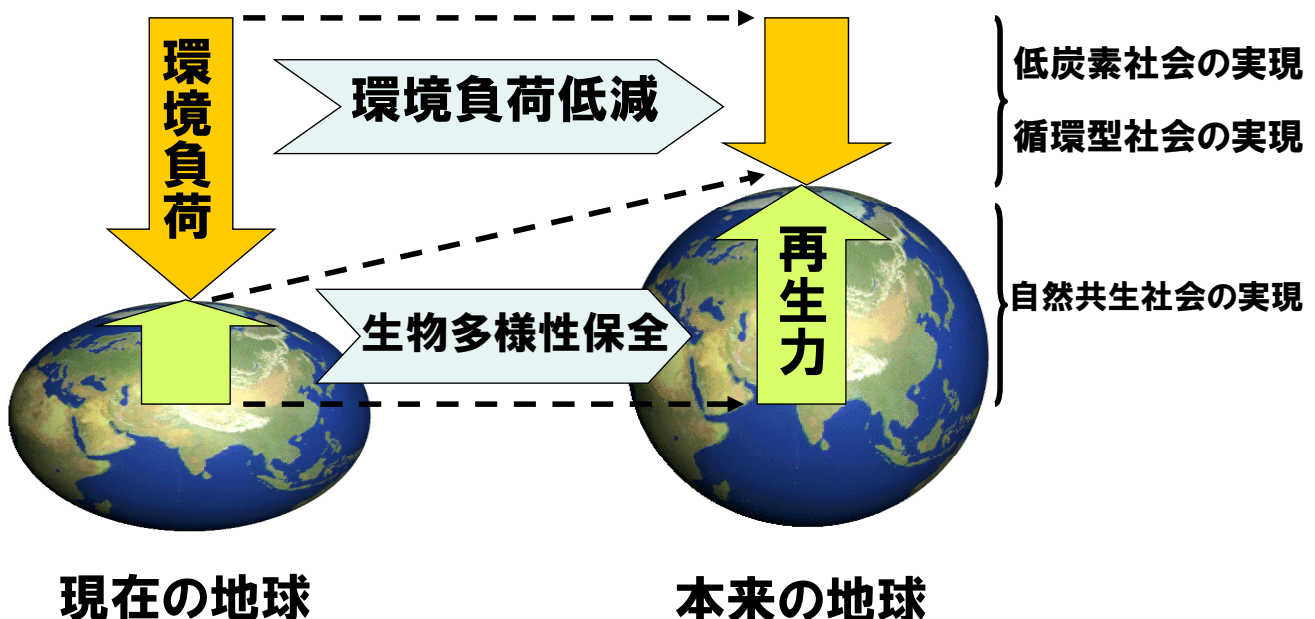 環境負荷
環境負荷低減
低炭素社会の実現
循環型社会の実現
再生力
生物多様性保全
自然共生社会の実現
現在の地球
本来の地球